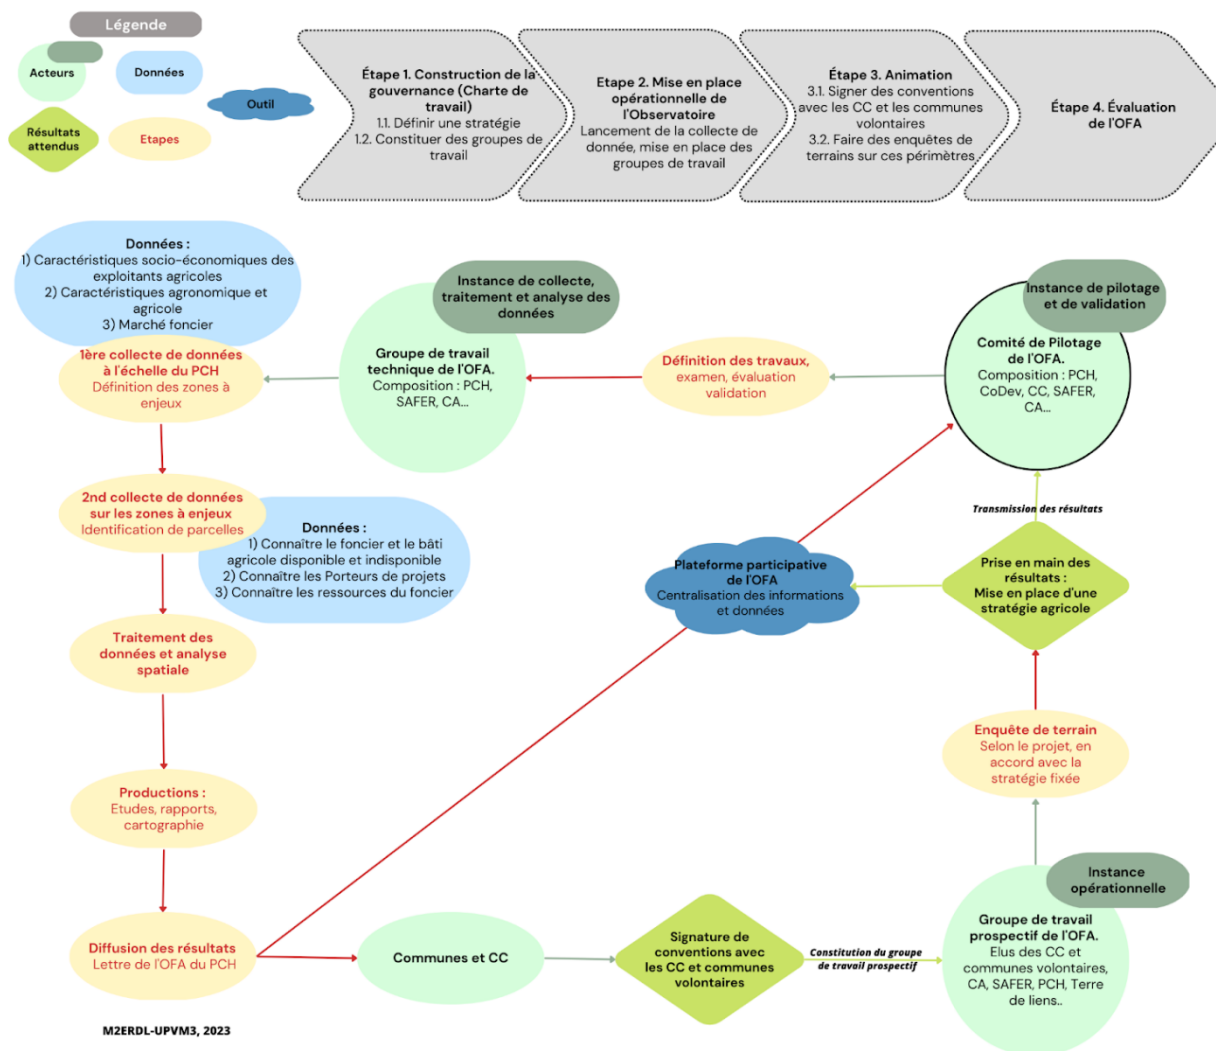 Légende
Acteurs
Données
Outil
Résultats
attendus
Etapes
Étape 1. Construction de la
gouvernance (Charte de
travail)
1.1. Définir une stratégie
1.2. Constituer des groupes de
travail
Etape 2. Mise en place
opérationnelle de
l'Observatoire
Lancement de la collecte de
donnée, mise en place des
groupes de travail
Étape 3. Animation
3.1. Signer des conventions
avec les CC et les communes
volontaires
3.2. Faire des enquêtes de
terrains sur ces périmètres
Étape 4. Évaluation
de l'OFA
Données :
1) Caractéristiques socio-économiques des
exploitants agricoles
2) Caractéristiques agronomique et
agricole
3) Marché foncier
1ère collecte de données
à l'échelle du PCH
Définition des zones à
enjeux
Instance de collecte,
traitement et analyse des
données
Groupe de travail
technique de l'OFA.
Composition : PCH,
SAFER, CA...
Définition des travaux,
examen, évaluation
validation
Instance de pilotage
et de validation
Comité de Pilotage
de l'OFA.
Composition : PCH,
CoDev, CC, SAFER,
CA...
2nd collecte de données
sur les zones à enjeux
Identification de parcelles
Données :
1) Connaître le foncier et le bâti
agricole disponible et indisponible
2) Connaître les Porteurs de projets
3) Connaître les ressources du foncier
Transmission des résultats
Plateforme participative
de l'OFA
Centralisation des informations
et données
Prise en main des
résultats :
Mise en place d'une
stratégie agricole
Traitement des
données et analyse
spatiale
Enquête de terrain
Selon le projet, en
accord avec la
stratégie fixée
Productions :
Etudes, rapports,
cartographie
Instance
opérationnelle
Diffusion des résultats
Lettre de l'OFA du PCH
Communes et CC
Signature de
conventions avec
les CC et communes
volontaires
Constitution du groupe
de travail prospectif
Groupe de travail
prospectif de l'OFA.
Elus des CC et
communes volontaires,
CA, SAFER, PCH, Terre
de liens..
M2ERDL-UPVM3, 2023